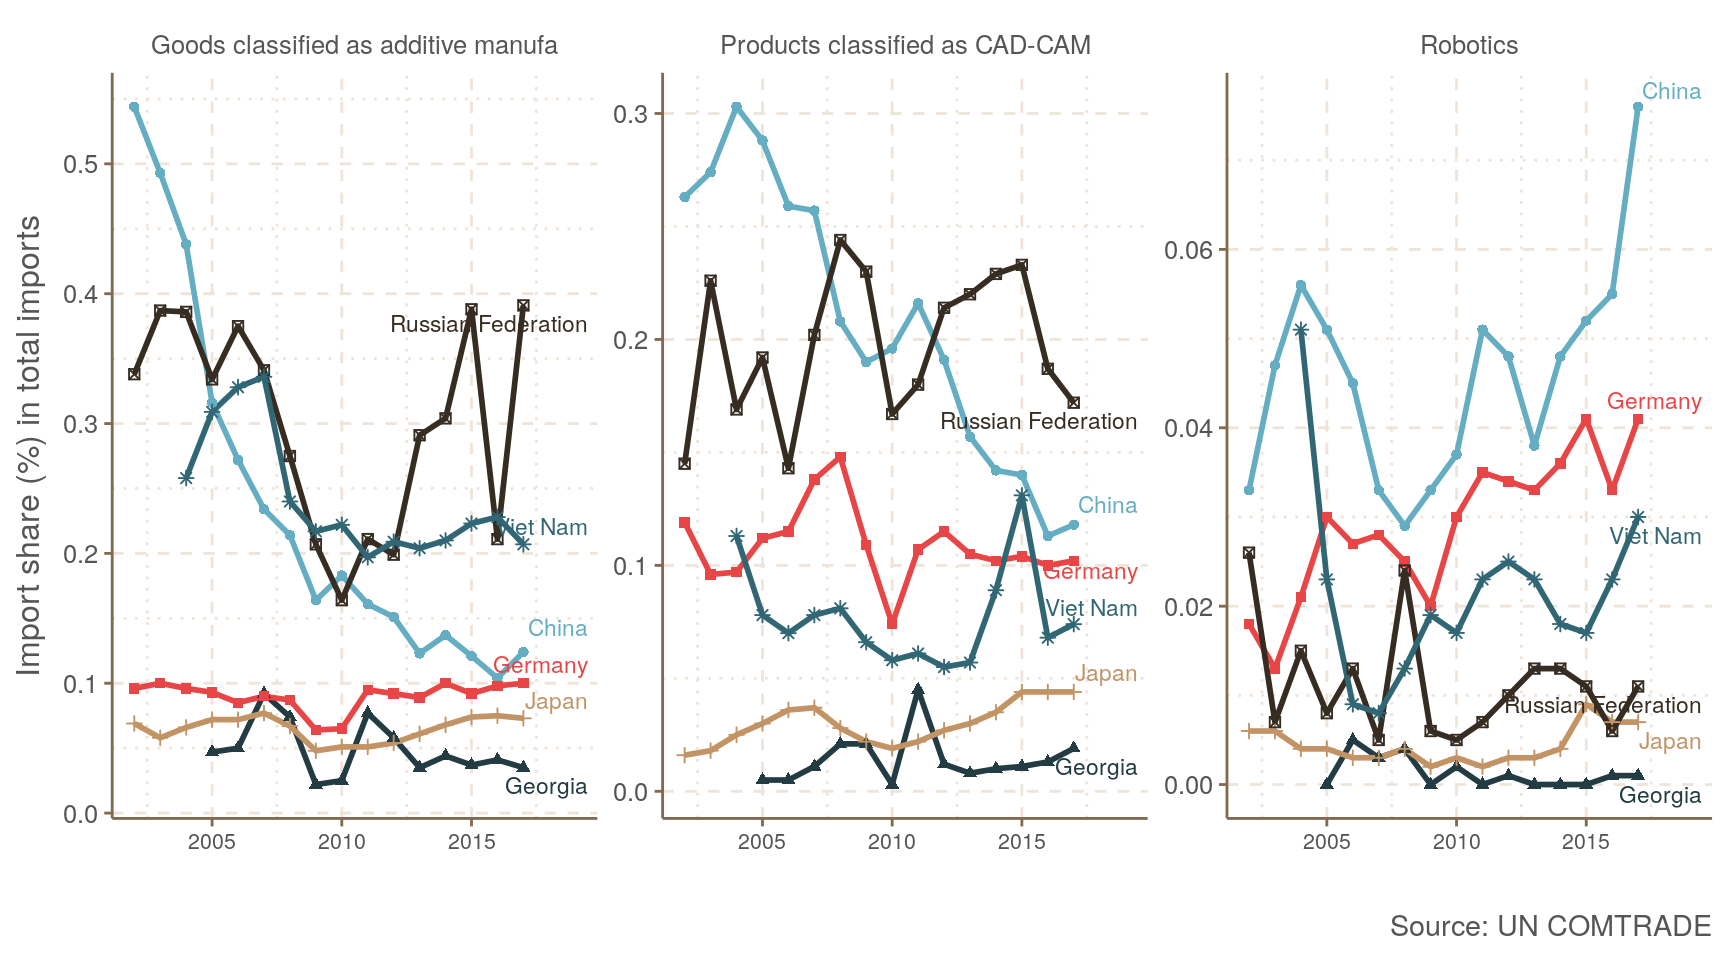 Goods classified as additive manufa
Products classified as CAD-CAM
Robotics
Import share (%) in total imports
0.5
0.4
0.3
0.2
0.1
0.0
Russian Federation
Viet Nam
China
Germany
Japan
Georgia
2005 2010 2015
0.3
0.2
0.1
0.0
Russian Federation
China
Germany
Viet Nam
Japan
Georgia
2005 2010 2015
0.06
0.04
0.02
0.00
China
Germany
Viet Nam
Russian Federation
Japan
Georgia
2005 2010 2015
Source: UN COMTRADE